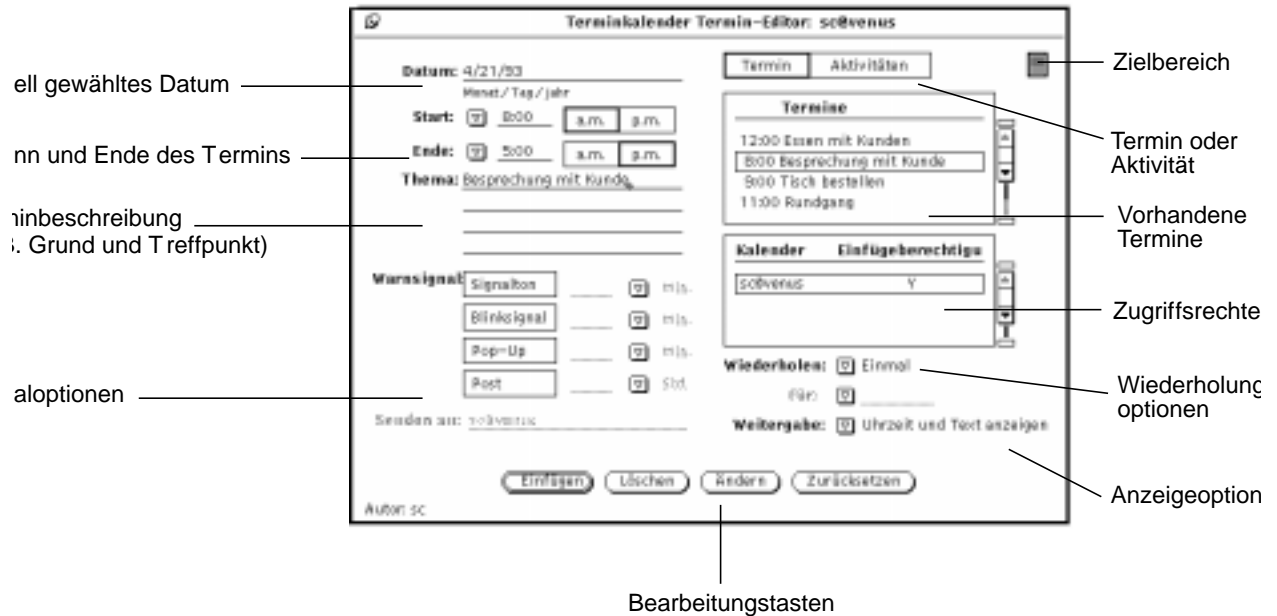 Terminkalender Termin-Editor: sc@venus
Datum: 4/21/93
Monat/Tag/Jahr
Start: 8:00 a.m. p.m.
Ende: 5:00 a.m. p.m.
Thema: Besprechung mit Kunde
Warnsignal:
Signalton min.
Blinksignal min.
Pop-Up min.
Post Std.
Senden an: sc@venus
Termin Aktivitäten
Termine
12:00 Essen mit Kunden
8:00 Besprechung mit Kunde
9:00 Tisch bestellen
11:00 Rundgang
Kalender Einfügeberechtigu
sc@venus Y
Wiederholen: Einmal
Für:
Weitergabe: Uhrzeit und Text anzeigen
Einfügen Löschen Ändern Zurücksetzen
Autor: sc
ell gewähltes Datum
nn und Ende des Termins
inbeschreibung
. Grund und Treffpunkt)
aloptionen
Zielbereich
Termin oder
Aktivität
Vorhandene
Termine
Zugriffsrechte
Wiederholung
optionen
Anzeigeoption
Bearbeitungstasten